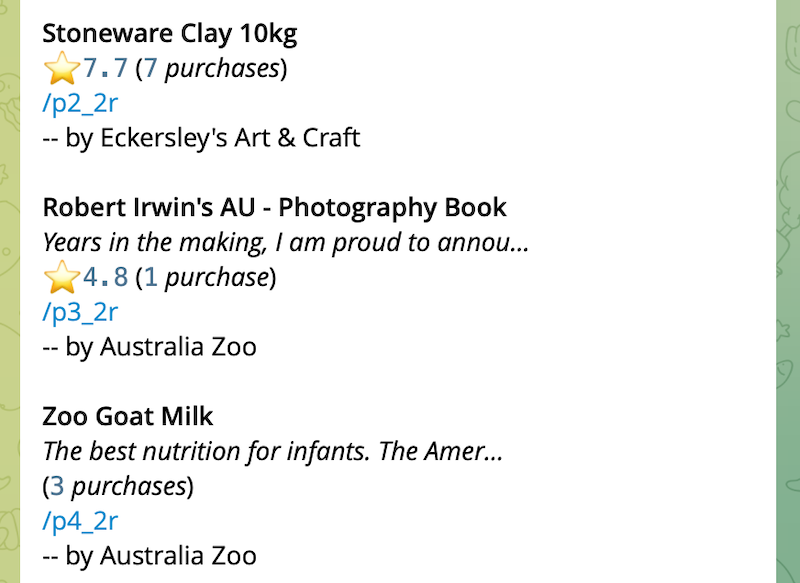 Stoneware Clay 10kg
⭐7.7 (7 purchases)
/p2_2r
-- by Eckersley's Art & Craft
Robert Irwin's AU - Photography Book
Years in the making, I am proud to annou...
⭐4.8 (1 purchase)
/p3_2r
-- by Australia Zoo
Zoo Goat Milk
The best nutrition for infants. The Amer...
(3 purchases)
/p4_2r
-- by Australia Zoo